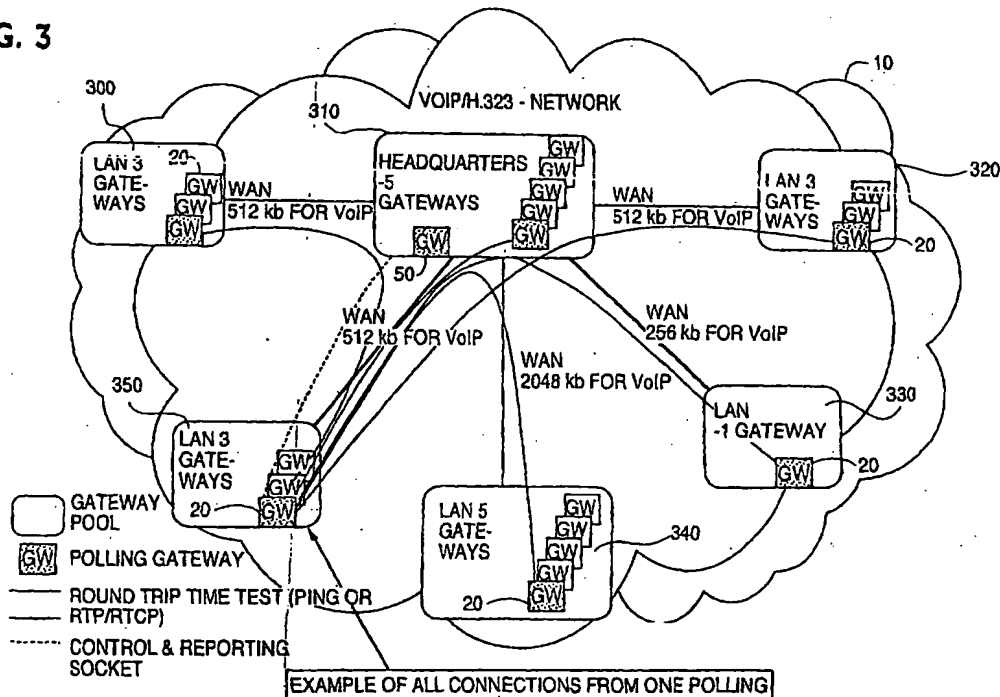 G. 3
10
300
310
VOIP/H.323 - NETWORK
320
LAN 3
GATE-
WAYS
20
GW
GW
GW
WAN
512 kb FOR VoIP
HEADQUARTERS
-5
GATEWAYS
GW
GW
GW
GW
GW
GW
50
WAN
512 kb FOR VoIP
LAN 3
GATE-
WAYS
GW
GW
GW
20
WAN
512 kb FOR VoIP
WAN
256 kb FOR VoIP
WAN
2048 kb FOR VoIP
350
LAN 3
GATE-
WAYS
GW
GW
GW
20
330
LAN
-1 GATEWAY
GW
20
LAN 5
GATE-
WAYS
GW
GW
GW
GW
GW
20
340
GATEWAY
POOL
GW POLLING GATEWAY
ROUND TRIP TIME TEST (PING OR
RTP/RTCP)
CONTROL & REPORTING
SOCKET
EXAMPLE OF ALL CONNECTIONS FROM ONE POLLING